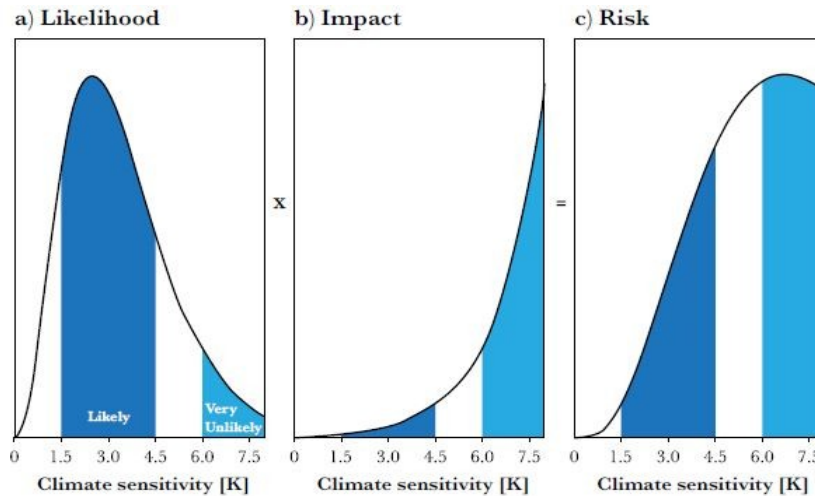 a) Likelihood
b) Impact
c) Risk
x
=
Likely
Very
Unlikely
0 1.5 3.0 4.5 6.0 7.5
0 1.5 3.0 4.5 6.0 7.5
0 1.5 3.0 4.5 6.0 7.5
Climate sensitivity [K]
Climate sensitivity [K]
Climate sensitivity [K]